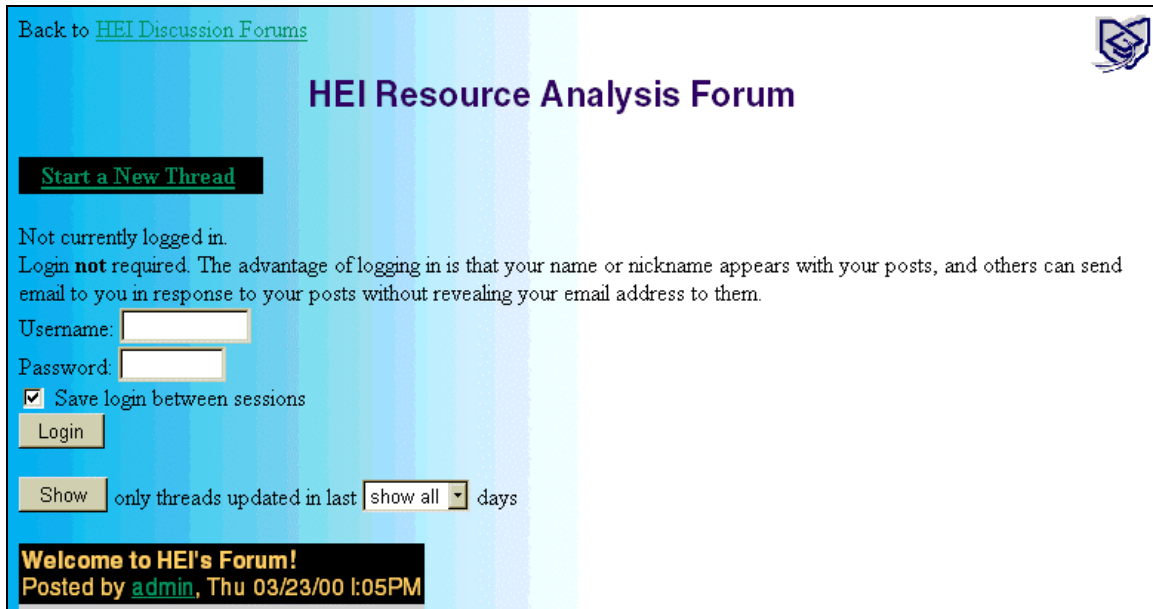 Back to HEI Discussion Forums
HEI Resource Analysis Forum
Start a New Thread
Not currently logged in.
Login not required. The advantage of logging in is that your name or nickname appears with your posts, and others can send
email to you in response to your posts without revealing your email address to them.
Username:
Password:
Save login between sessions
Login
Show only threads updated in last show all days
Welcome to HEI's Forum!
Posted by admin, Thu 03/23/00 1:05PM